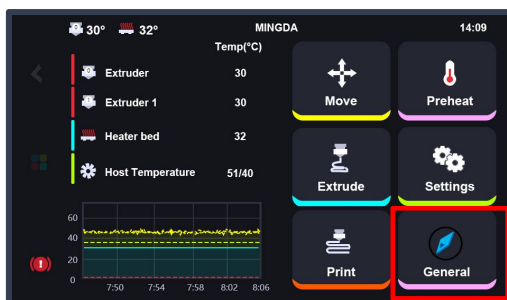 30° 32° MINGDA 14:09
Temp(°C)
Extruder 30
Extruder 1 30
Heater bed 32
Host Temperature 51/40
Move
Preheat
Extrude
Settings
Print
General
60
40
20
0
7:50 7:54 7:58 8:02 8:06